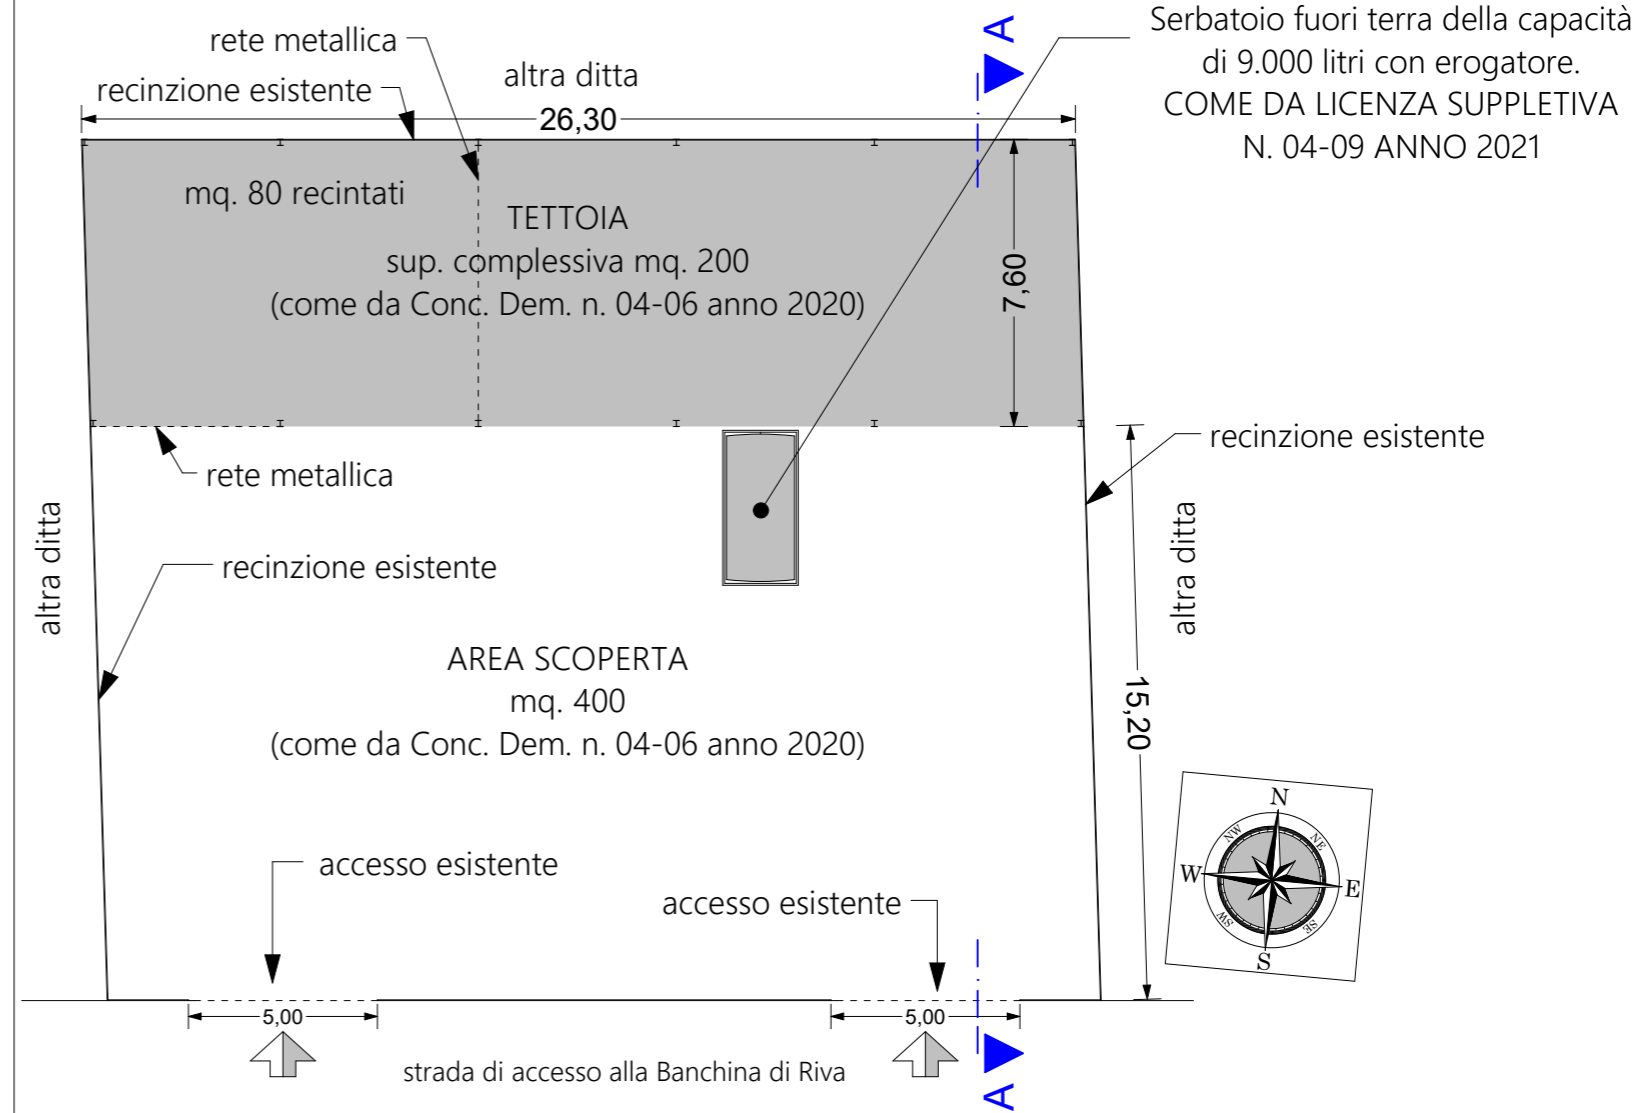 Serbatoio fuori terra della capacità
di 9.000 litri con erogatore.
COME DA LICENZA SUPPLETIVA
N. 04-09 ANNO 2021
A
rete metallica
altra ditta
recinzione esistente
26,30
mq. 80 recintati
TETTOIA
sup. complessiva mq. 200
(come da Conc. Dem. n. 04-06 anno 2020)
7,60
recinzione esistente
rete metallica
altra ditta
altra ditta
recinzione esistente
AREA SCOPERTA
mq. 400
(come da Conc. Dem. n. 04-06 anno 2020)
15,20
N
NW
NE
W
E
SW
SE
S
accesso esistente
accesso esistente
5,00
5,00
strada di accesso alla Banchina di Riva
A